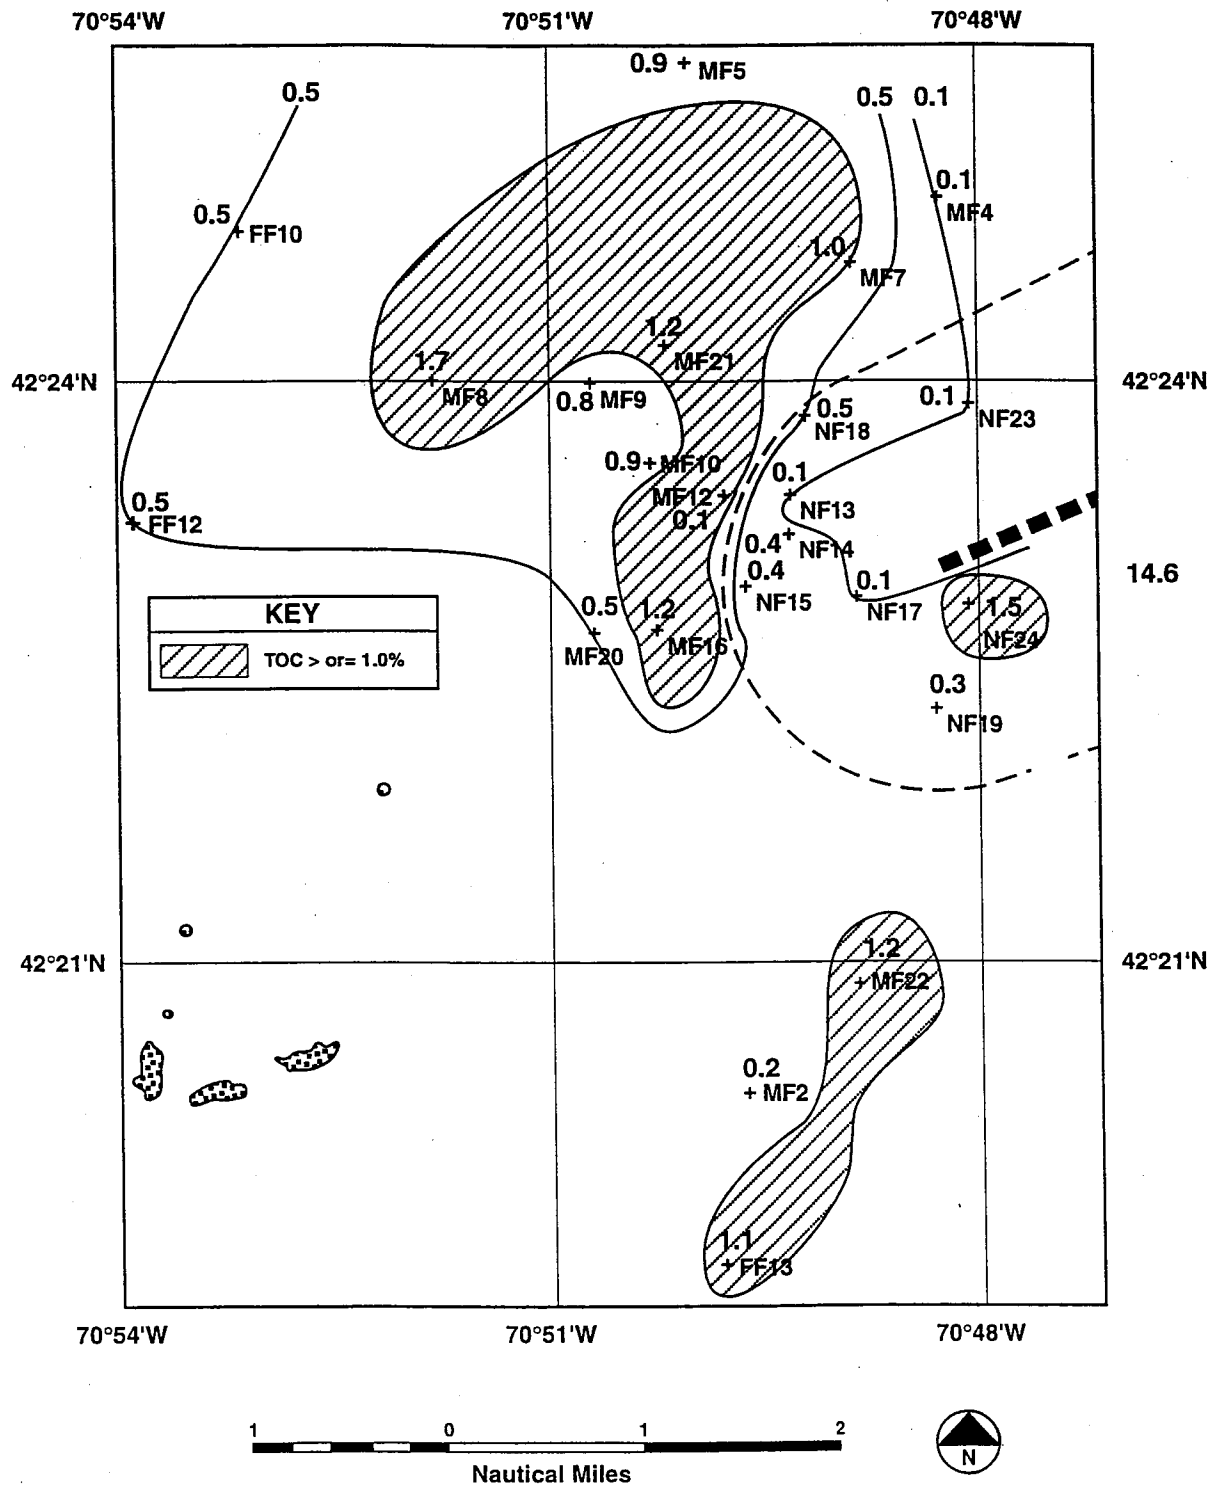 70°54'W 70°51'W 70°48'W
0.9 + MF5
0.5 0.5 0.1
0.1
MF4
0.5
FF10
1.0
MF7
1.2
MF21
1.7
MF8
42°24'N 42°24'N
0.8 MF9
0.5
NF18
0.1
NF23
0.9 MF10
MF12
0.1
0.1
NF13
0.5
FF12
0.4
NF14
0.4
NF15
0.1
NF17
14.6
1.5
NF24
KEY
TOC > or= 1.0%
0.5
MF20
1.2
MF16
0.3
NF19
42°21'N 42°21'N
1.2
MF22
0.2
+ MF2
1.1
FF13
70°54'W 70°51'W 70°48'W
1 0 1 2
Nautical Miles
N